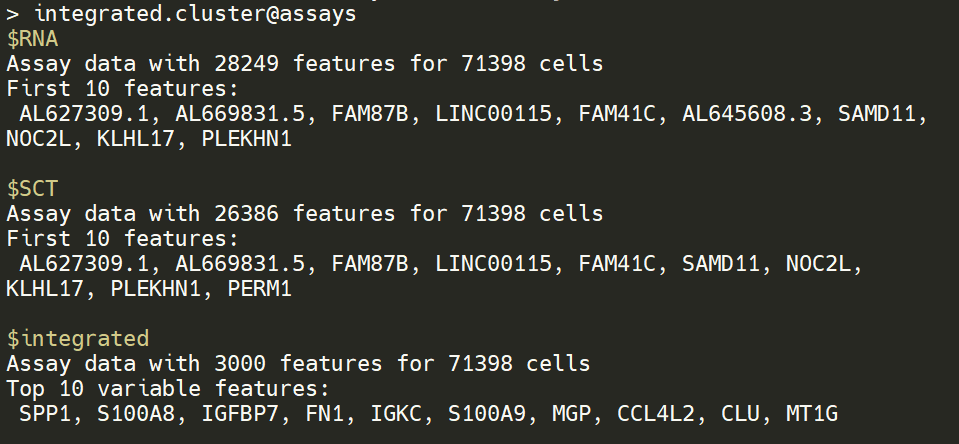 > integrated.cluster@assays
$RNA
Assay data with 28249 features for 71398 cells
First 10 features:
 AL627309.1, AL669831.5, FAM87B, LINC00115, FAM41C, AL645608.3, SAMD11,
NOC2L, KLHL17, PLEKHN1

$SCT
Assay data with 26386 features for 71398 cells
First 10 features:
 AL627309.1, AL669831.5, FAM87B, LINC00115, FAM41C, SAMD11, NOC2L,
KLHL17, PLEKHN1, PERM1

$integrated
Assay data with 3000 features for 71398 cells
Top 10 variable features:
 SPP1, S100A8, IGFBP7, FN1, IGKC, S100A9, MGP, CCL4L2, CLU, MT1G